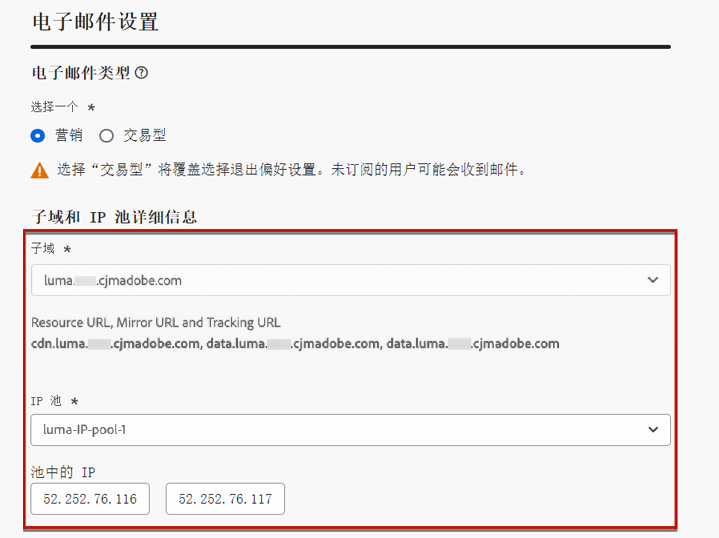 电子邮件设置
电子邮件类型
选择一个 *
营销 交易型
选择“交易型”将覆盖选择退出偏好设置。未订阅的用户可能会收到邮件。
子域和 IP 池详细信息
子域 *
luma. .cjmadobe.com
Resource URL, Mirror URL and Tracking URL
cdn.luma. .cjmadobe.com, data.luma. .cjmadobe.com, data.luma. .cjmadobe.com
IP 池 *
luma-IP-pool-1
池中的 IP
52.252.76.116 52.252.76.117